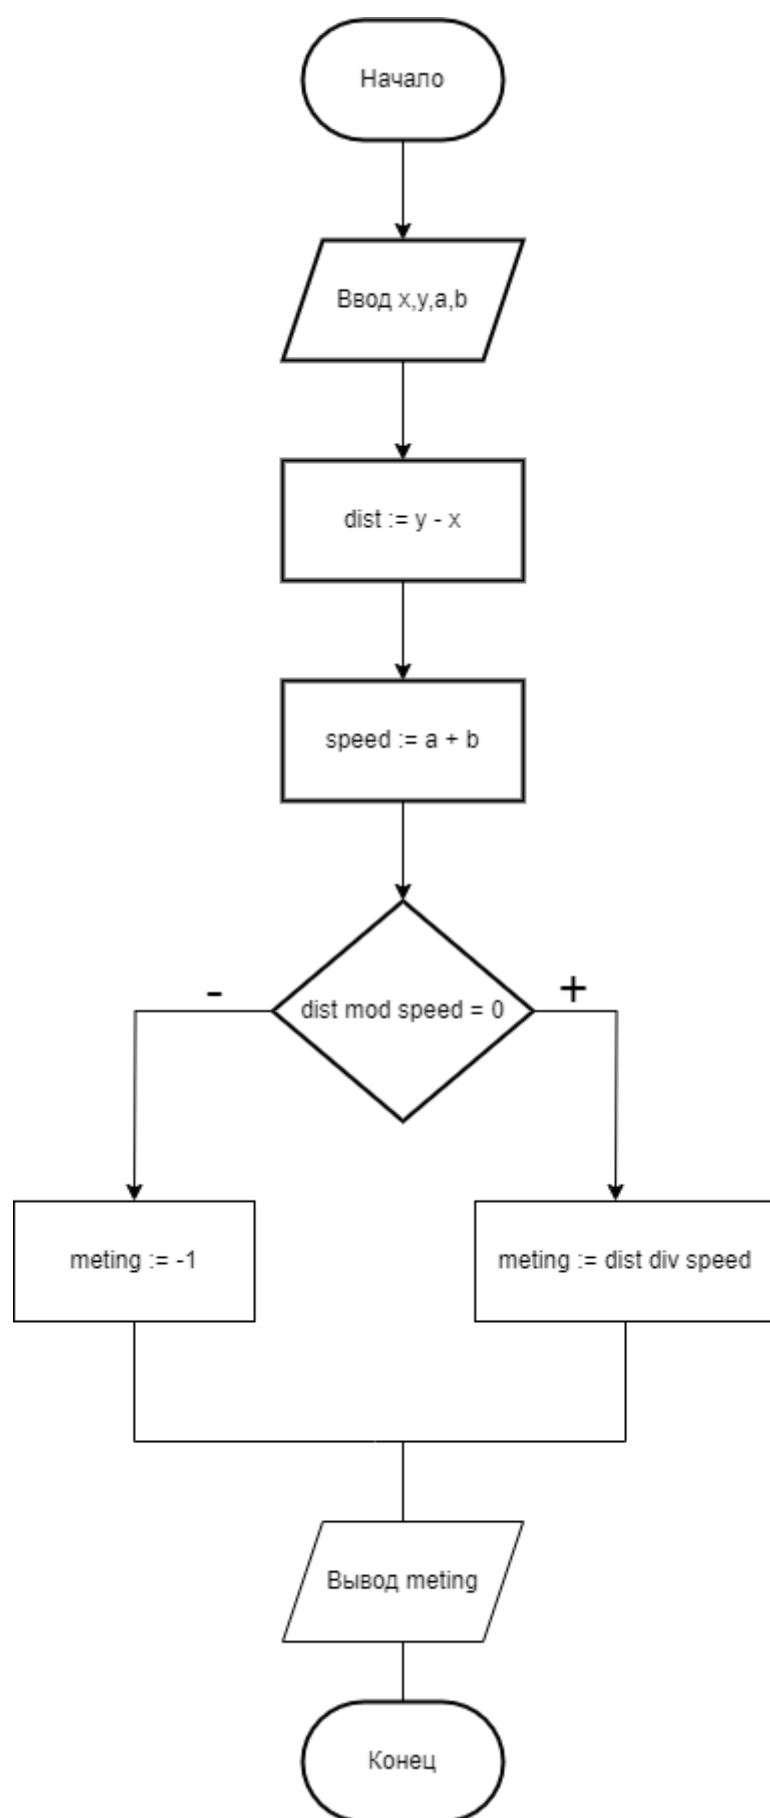 Начало
Ввод x,y,a,b
dist := y - x
speed := a + b
dist mod speed = 0
-
+
meting := -1
meting := dist div speed
Вывод meting
Конец